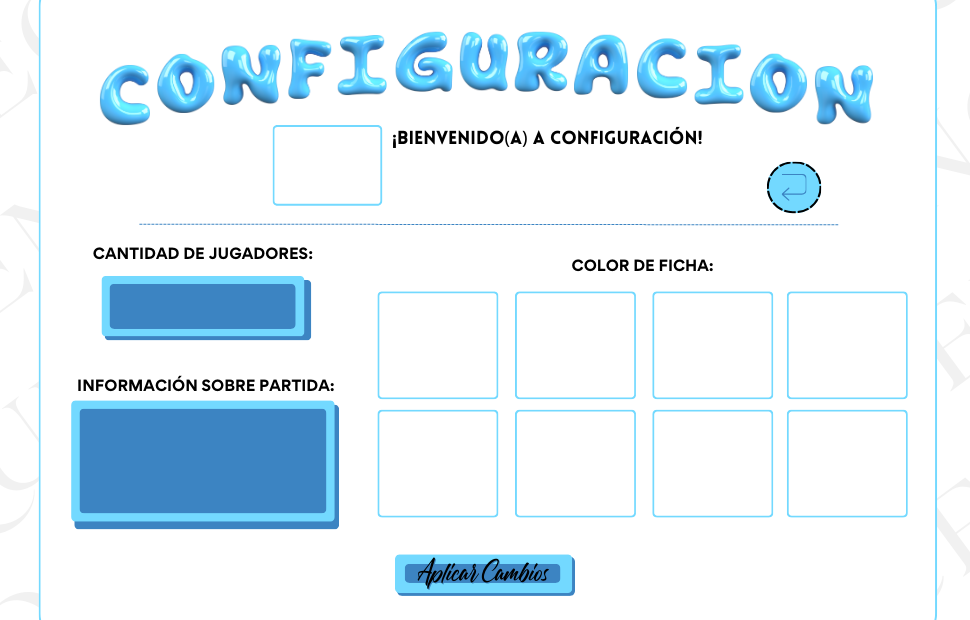 CONFIGURACION
¡BIENVENIDO(A) A CONFIGURACIÓN!
CANTIDAD DE JUGADORES:
COLOR DE FICHA:
INFORMACIÓN SOBRE PARTIDA:
Aplicar Cambios